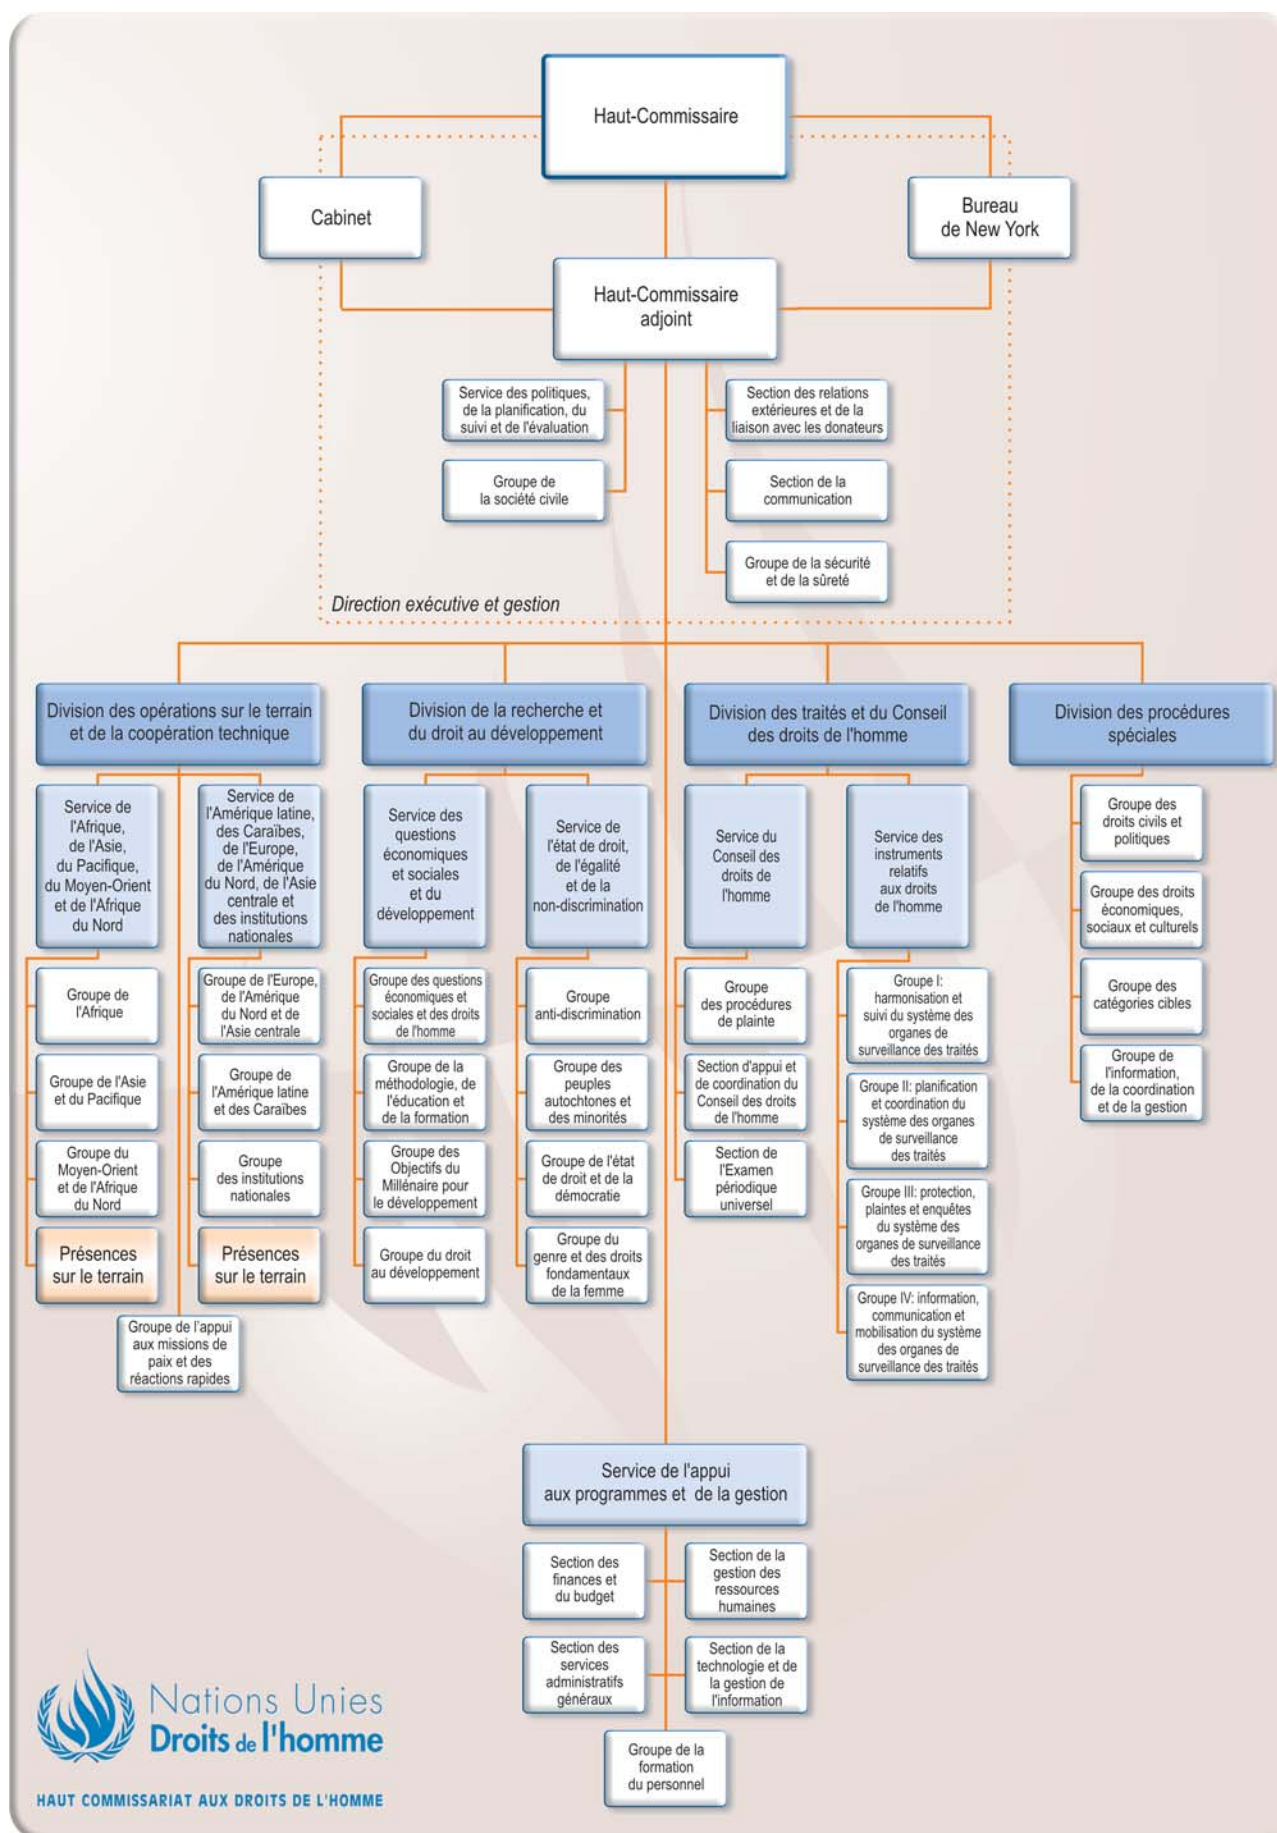 Haut-Commissaire
Cabinet
Bureau
de New York
Haut-Commissaire
adjoint
Service des politiques,
de la planification, du
suivi et de l'évaluation
Section des relations
extérieures et de la
liaison avec les donateurs
Groupe de
la société civile
Section de la
communication
Groupe de la sécurité
et de la sûreté
Direction exécutive et gestion
Division des opérations sur le terrain
et de la coopération technique
Division de la recherche et
du droit au développement
Division des traités et du Conseil
des droits de l'homme
Division des procédures
spéciales
Service de
l'Afrique,
de l'Asie,
du Pacifique,
du Moyen-Orient
et de l'Afrique
du Nord
Service de
l'Amérique latine,
des Caraïbes,
de l'Europe,
de l'Amérique
du Nord, de l'Asie
centrale et
des institutions
nationales
Service des
questions
économiques
et sociales
et du
développement
Service de
l'état de droit,
de l'égalité
et de la
non-discrimination
Service du
Conseil des
droits de
l'homme
Service des
instruments
relatifs
aux droits
de l'homme
Groupe des
droits civils et
politiques
Groupe des droits
économiques,
sociaux et culturels
Groupe des
catégories cibles
Groupe de
l'information,
de la coordination
et de la gestion
Groupe de
l'Afrique
Groupe de l'Asie
et du Pacifique
Groupe du
Moyen-Orient
et de l'Afrique
du Nord
Présences
sur le terrain
Groupe de l'Europe,
de l'Amérique
du Nord et de
l'Asie centrale
Groupe de
l'Amérique latine
et des Caraïbes
Groupe
des institutions
nationales
Présences
sur le terrain
Groupe de l'appui
aux missions de
paix et des
réactions rapides
Groupe des questions
économiques et
sociales et des droits
de l'homme
Groupe de la
méthodologie, de
l'éducation et
de la formation
Groupe des
Objectifs du
Millénaire pour
le développement
Groupe du droit
au développement
Groupe
anti-discrimination
Groupe des
peuples
autochtones et
des minorités
Groupe de l'état
de droit et de la
démocratie
Groupe du
genre et des droits
fondamentaux
de la femme
Groupe
des procédures
de plainte
Section d'appui et
de coordination du
Conseil des droits
de l'homme
Section de
l'Examen
périodique
universel
Groupe I:
harmonisation et
suivi du système des
organes de
surveillance des traités
Groupe II: planification
et coordination du
système des organes
de surveillance
des traités
Groupe III: protection,
plaintes et enquêtes
du système des
organes de surveillance
des traités
Groupe IV: information,
communication et
mobilisation du système
des organes de
surveillance des traités
Service de l'appui
aux programmes et de la gestion
Section des
finances et
du budget
Section de la
gestion des
ressources
humaines
Section des
services
administratifs
généraux
Section de la
technologie et de
la gestion de
l'information
Groupe de la
formation
du personnel
Nations Unies
Droits de l'homme
HAUT COMMISSARIAT AUX DROITS DE L'HOMME